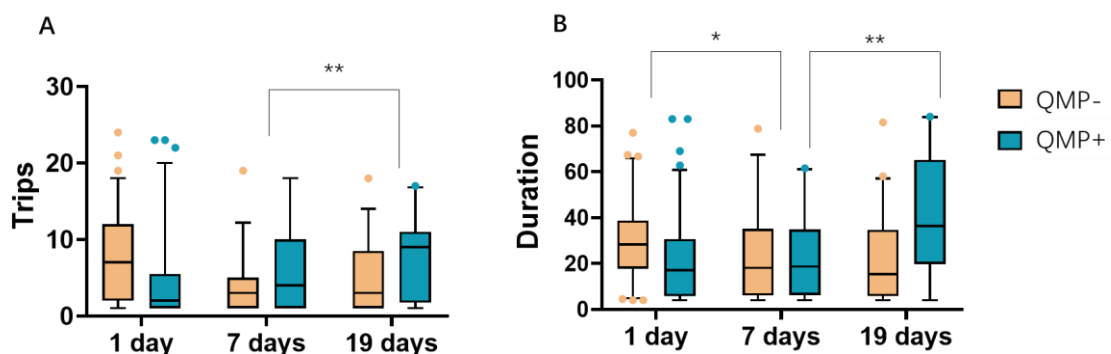 A
Trips
30
20
10
0
**
1 day
7 days
19 days
B
Duration
100
80
60
40
20
0
*
**
1 day
7 days
19 days
QMP-
QMP+